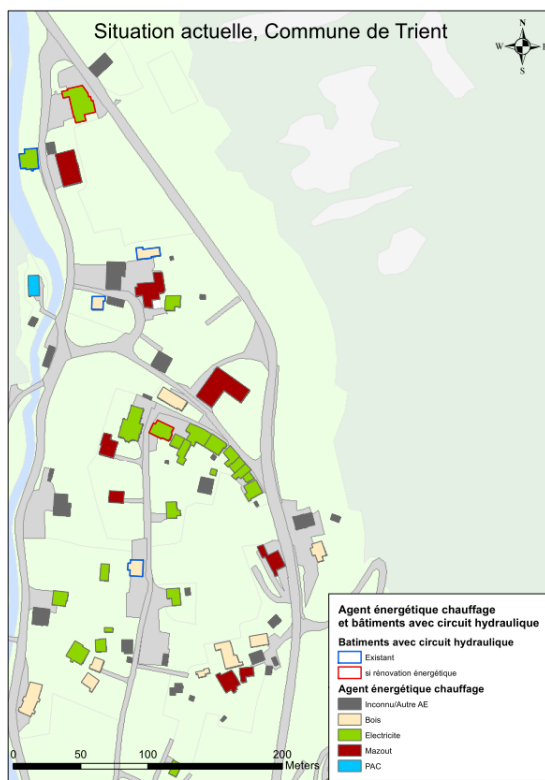 Situation actuelle, Commune de Trient
N
W
E
S
Agent énergétique chauffage
et bâtiments avec circuit hydraulique
Batiments avec circuit hydraulique
Existant
si rénovation énergétique
Agent énergétique chauffage
Inconnu/Autre AE
Bois
Electricite
Mazout
PAC
0 50 100 200
Meters